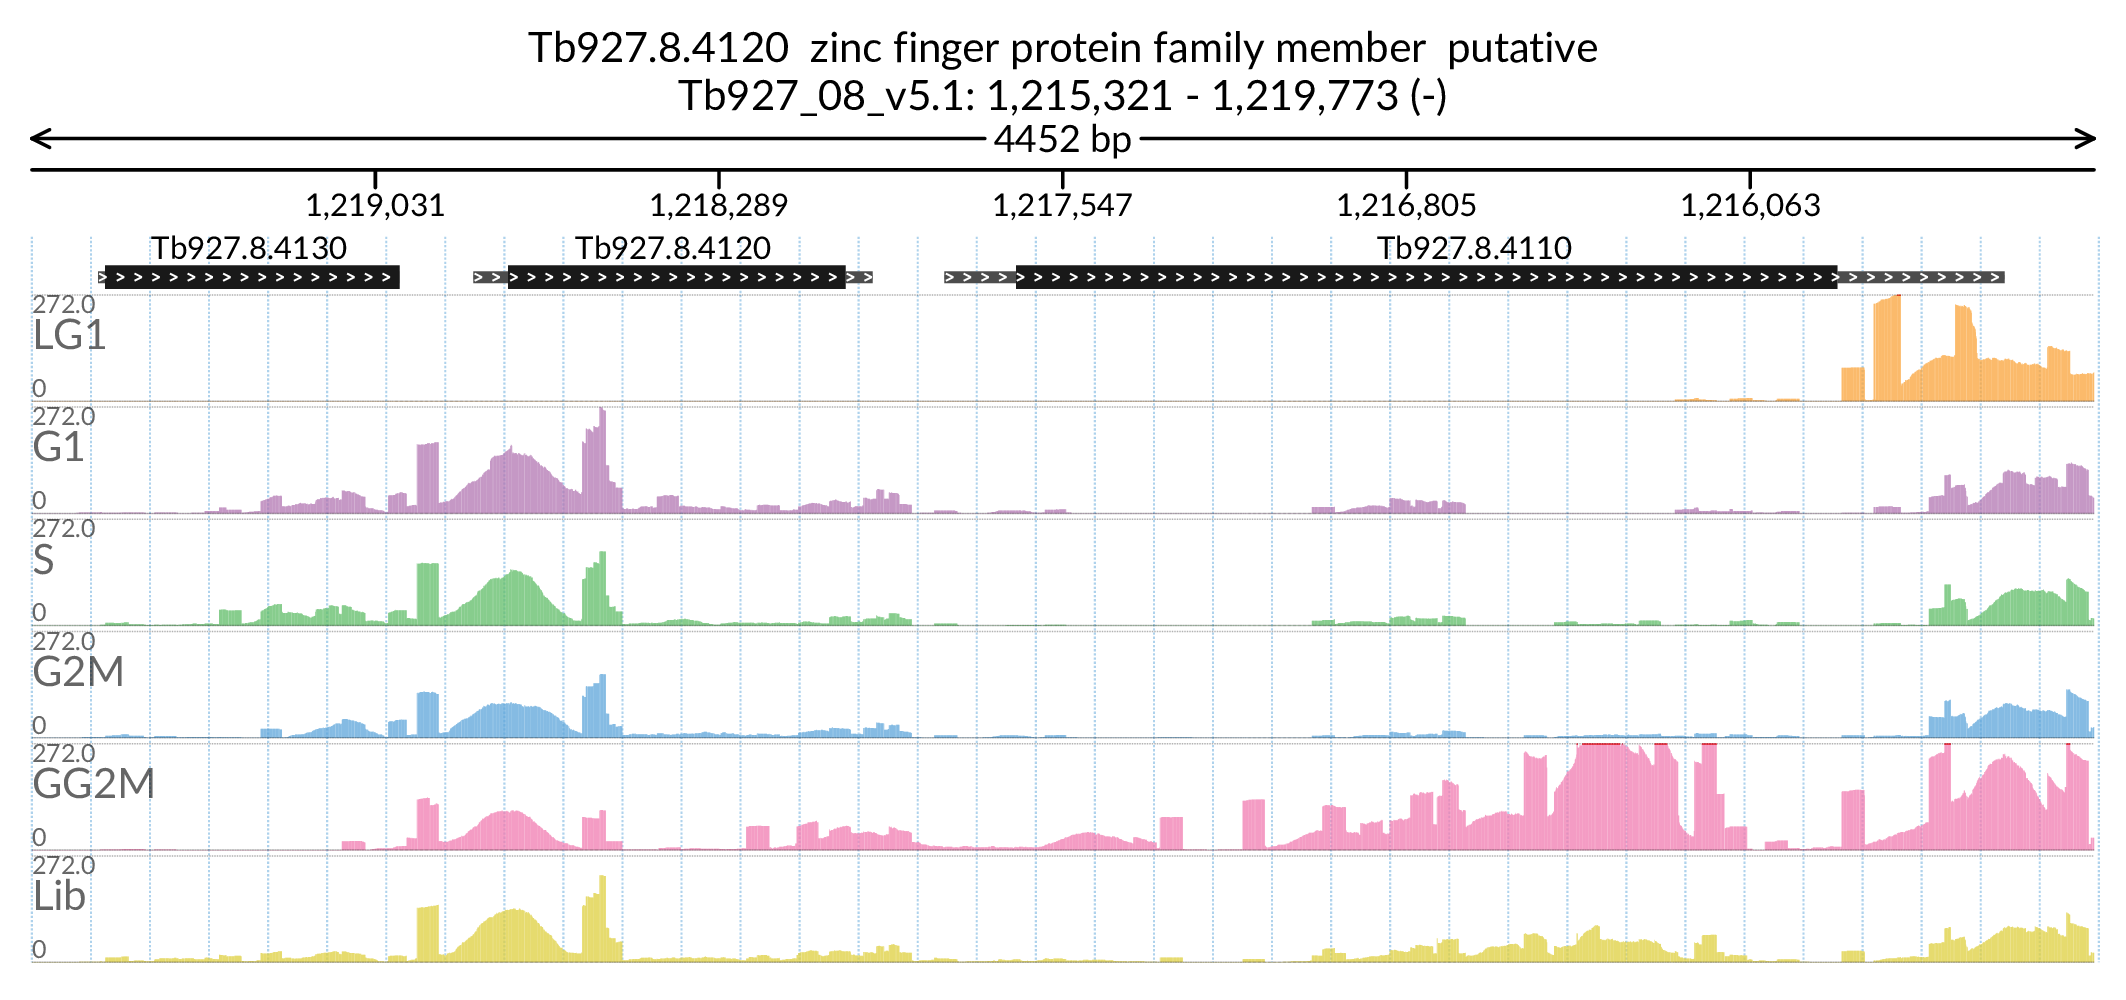 Tb927.8.4120  zinc finger protein family member  putative
Tb927_08_v5.1: 1,215,321 - 1,219,773 (-)
4452 bp
1,219,031 1,218,289 1,217,547 1,216,805 1,216,063
Tb927.8.4130 Tb927.8.4120 Tb927.8.4110
272.0
LG1
0
272.0
G1
0
272.0
S
0
272.0
G2M
0
272.0
GG2M
0
272.0
Lib
0